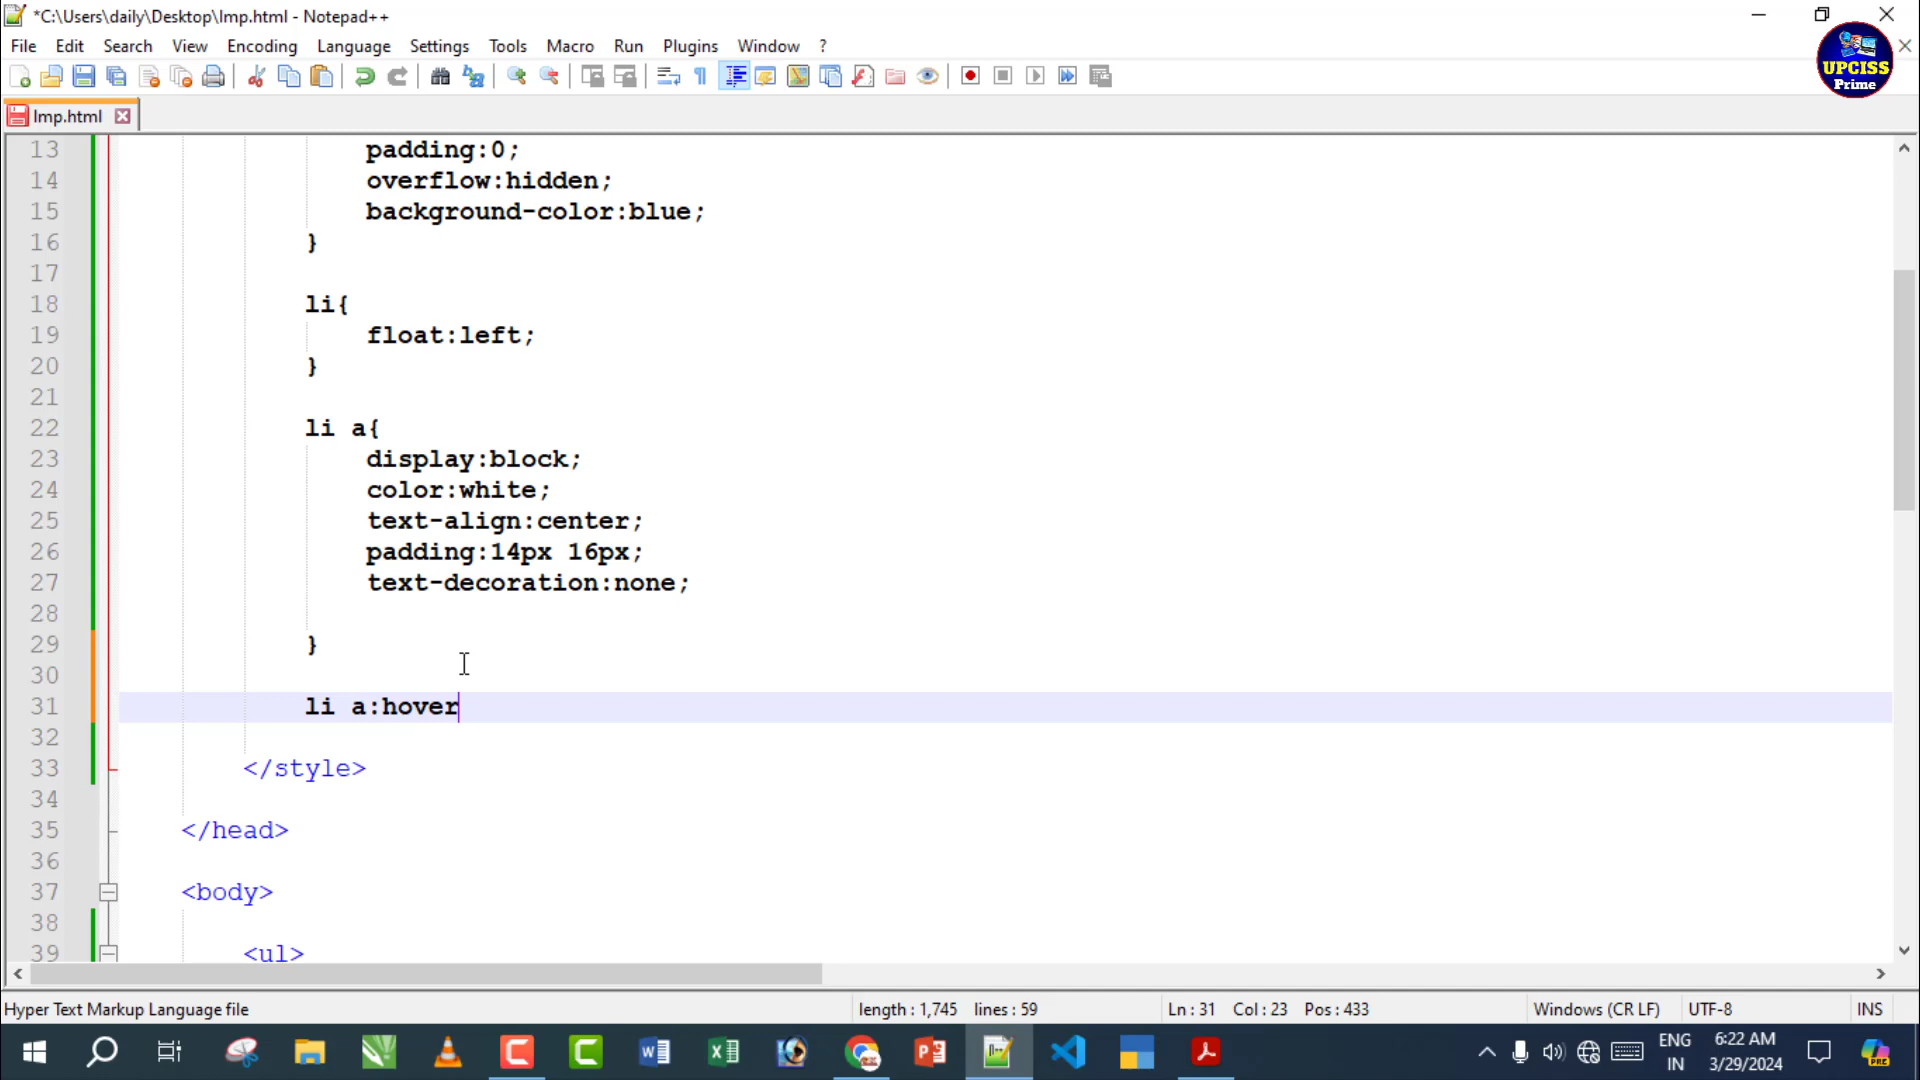 *C:\Users\daily\Desktop\Imp.html - Notepad++
File Edit Search View Encoding Language Settings Tools Macro Run Plugins Window ?
UPCISS
Prime
Imp.html
13 padding:0;
14 overflow:hidden;
15 background-color:blue;
16 }
17
18 li{
19 float:left;
20 }
21
22 li a{
23 display:block;
24 color:white;
25 text-align:center;
26 padding:14px 16px;
27 text-decoration:none;
28
29 }
30
31 li a:hover
32
33 </style>
34
35 </head>
36
37 <body>
38
39 <ul>
Hyper Text Markup Language file length : 1,745 lines : 59 Ln : 31 Col : 23 Pos : 433 Windows (CR LF) UTF-8 INS
ENG
IN
6:22 AM
3/29/2024
PRE